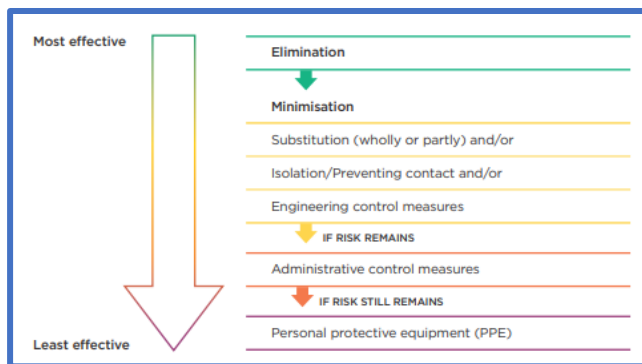 Most effective
Elimination
Minimisation
Substitution (wholly or partly) and/or
Isolation/Preventing contact and/or
Engineering control measures
IF RISK REMAINS
Administrative control measures
IF RISK STILL REMAINS
Personal protective equipment (PPE)
Least effective